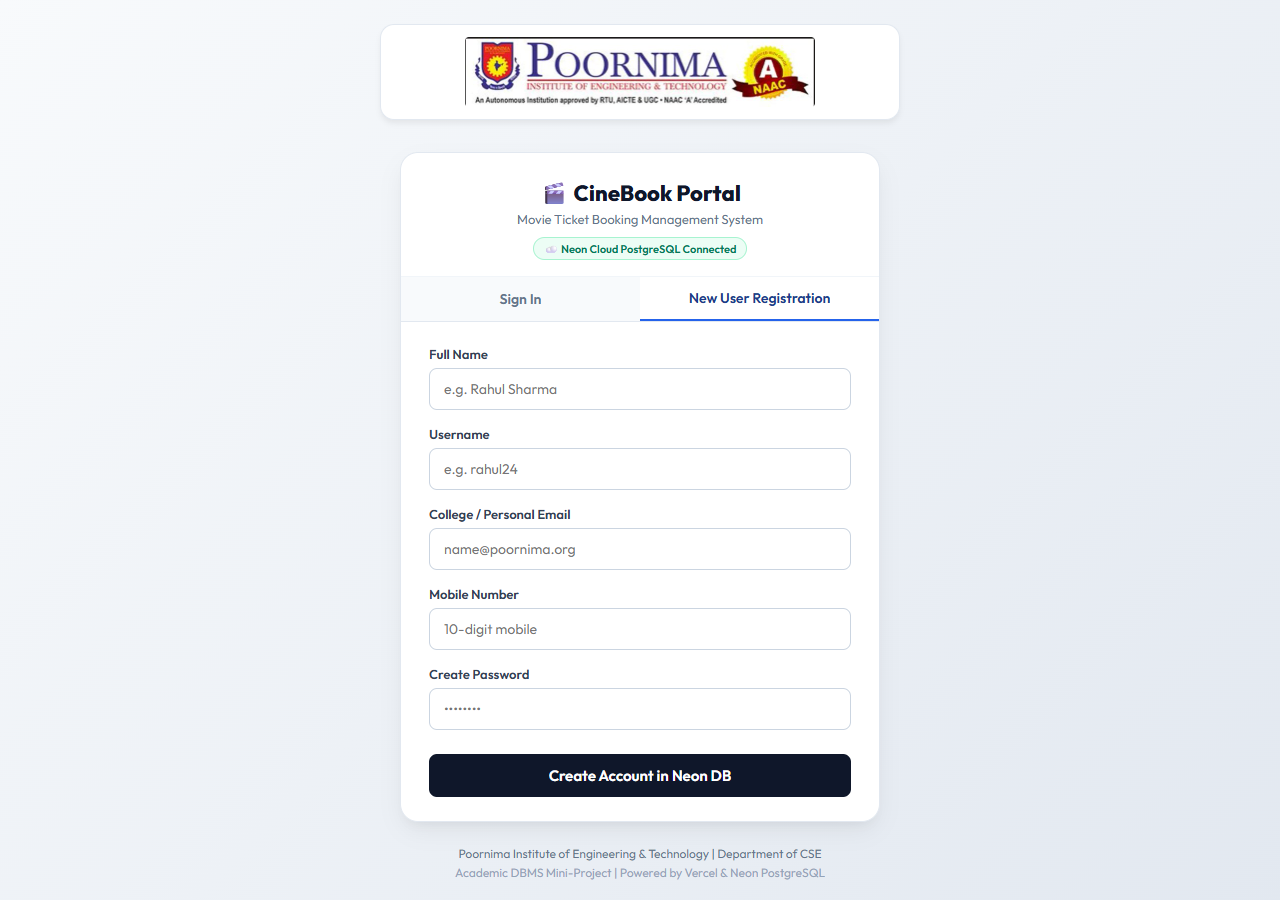 POORNIMA
INSTITUTE OF ENGINEERING & TECHNOLOGY
An Autonomous Institution approved by RTU, AICTE & UGC • NAAC 'A' Accredited
A
NAAC
CineBook Portal
Movie Ticket Booking Management System
Neon Cloud PostgreSQL Connected
Sign In
New User Registration
Full Name
e.g. Rahul Sharma
Username
e.g. rahul24
College / Personal Email
name@poornima.org
Mobile Number
10-digit mobile
Create Password
••••••••
Create Account in Neon DB
Poornima Institute of Engineering & Technology | Department of CSE
Academic DBMS Mini-Project | Powered by Vercel & Neon PostgreSQL